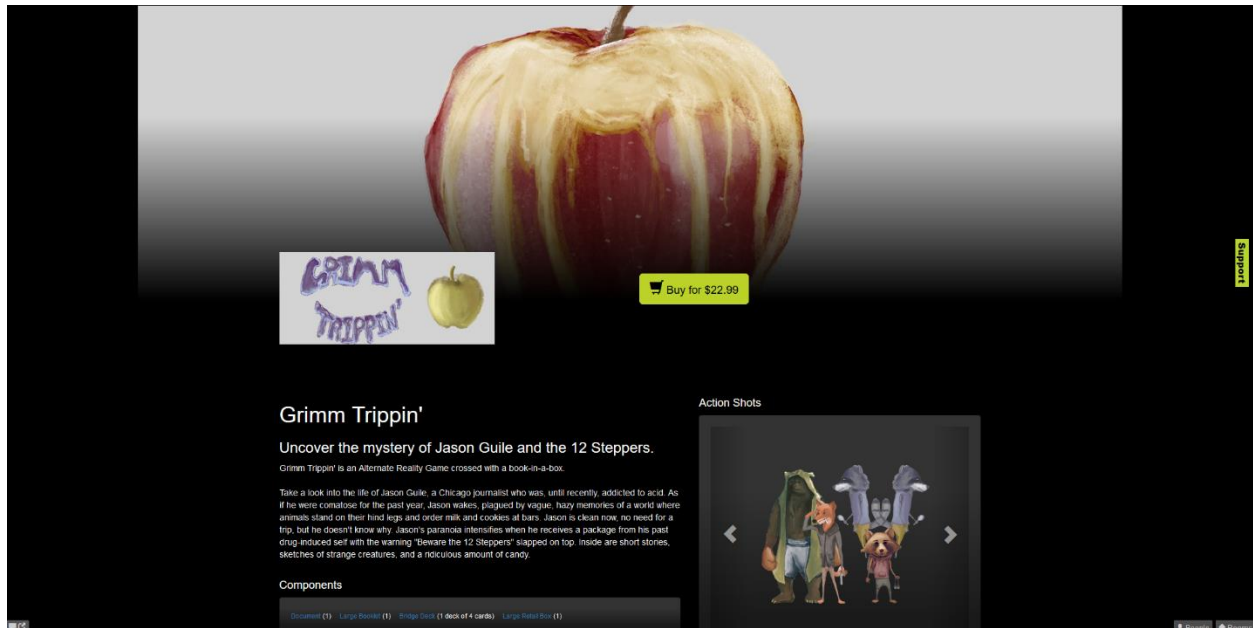 GRIMM
TRIPPIN'
Buy for $22.99
Support
Grimm Trippin'
Uncover the mystery of Jason Guile and the 12 Steppers.
Grimm Trippin' is an Alternate Reality Game crossed with a book-in-a-box.
Take a look into the life of Jason Guile, a Chicago journalist who was, until recently, addicted to acid. As
if he were comatose for the past year, Jason wakes, plagued by vague, hazy memories of a world where
animals stand on their hind legs and order milk and cookies at bars. Jason is clean now, no need for a
trip, but he doesn't know why. Jason's paranoia intensifies when he receives a package from his past
drug-induced self with the warning "Beware the 12 Steppers" slapped on top. Inside are short stories,
sketches of strange creatures, and a ridiculous amount of candy.
Components
Document (1) Large Booklet (1) Bridge Deck (1 deck of 4 cards) Large Retail Box (1)
Action Shots
People